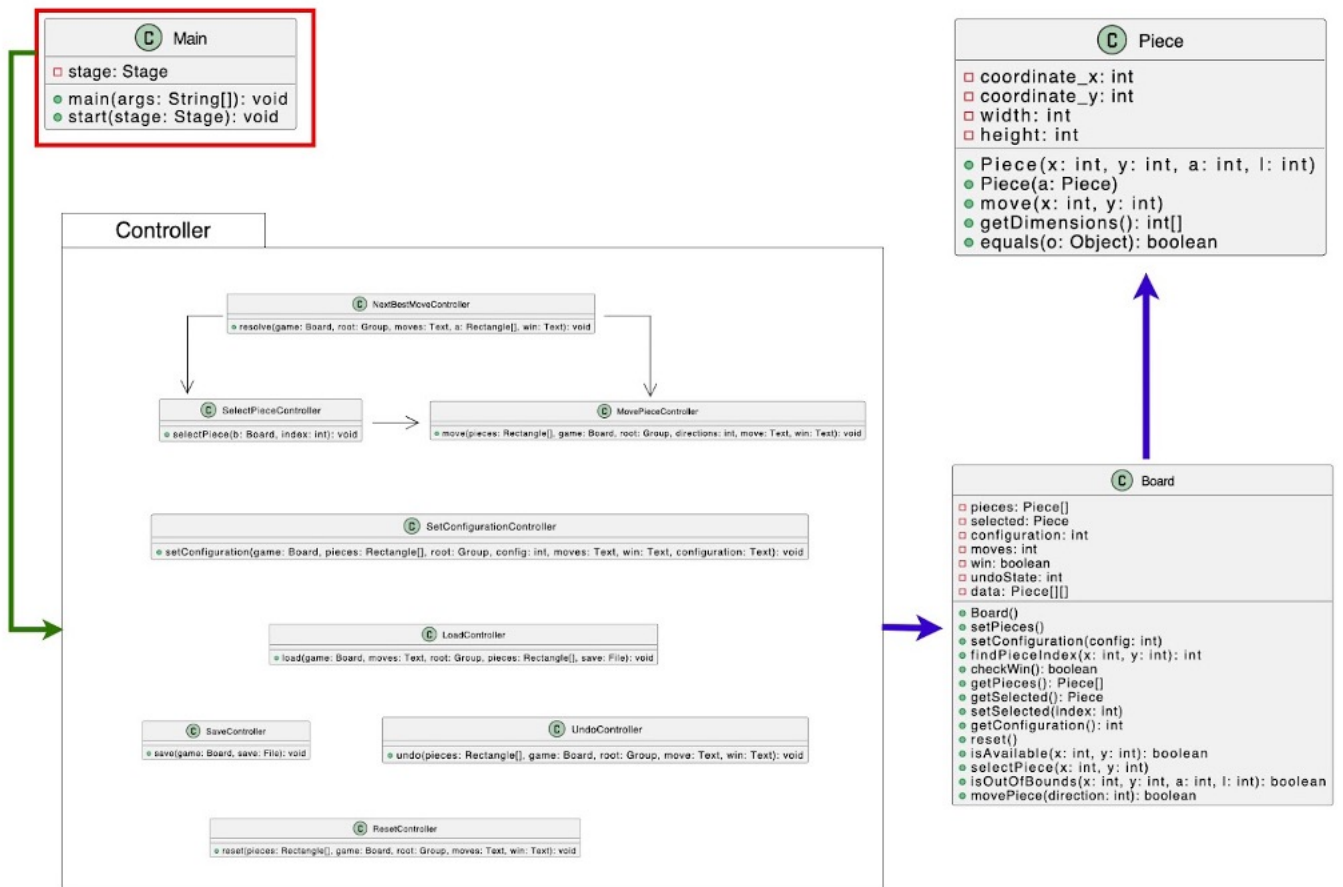 C Main
stage: Stage
main(args: String[]): void
start(stage: Stage): void
C Piece
coordinate_x: int
coordinate_y: int
width: int
height: int
Piece(x: int, y: int, a: int, l: int)
Piece(a: Piece)
move(x: int, y: int)
getDimensions(): int[]
equals(o: Object): boolean
Controller
C NextBestMoveController
resolve(game: Board, root: Group, moves: Text, a: Rectangle[], win: Text): void
C SelectPieceController
selectPiece(b: Board, index: int): void
C MovePieceController
move(pieces: Rectangle[], game: Board, root: Group, directions: int, move: Text, win: Text): void
C SetConfigurationController
setConfiguration(game: Board, pieces: Rectangle[], root: Group, config: int, moves: Text, win: Text, configuration: Text): void
C LoadController
load(game: Board, moves: Text, root: Group, pieces: Rectangle[], save: File): void
C SaveController
save(game: Board, save: File): void
C UndoController
undo(pieces: Rectangle[], game: Board, root: Group, move: Text, win: Text): void
C ResetController
reset(pieces: Rectangle[], game: Board, root: Group, moves: Text, win: Text): void
C Board
pieces: Piece[]
selected: Piece
configuration: int
moves: int
win: boolean
undoState: int
data: Piece[][]
Board()
setPieces()
setConfiguration(config: int)
findPieceIndex(x: int, y: int): int
checkWin(): boolean
getPieces(): Piece[]
getSelected(): Piece
setSelected(index: int)
getConfiguration(): int
reset()
isAvailable(x: int, y: int): boolean
selectPiece(x: int, y: int)
isOutOfBounds(x: int, y: int, a: int, l: int): boolean
movePiece(direction: int): boolean